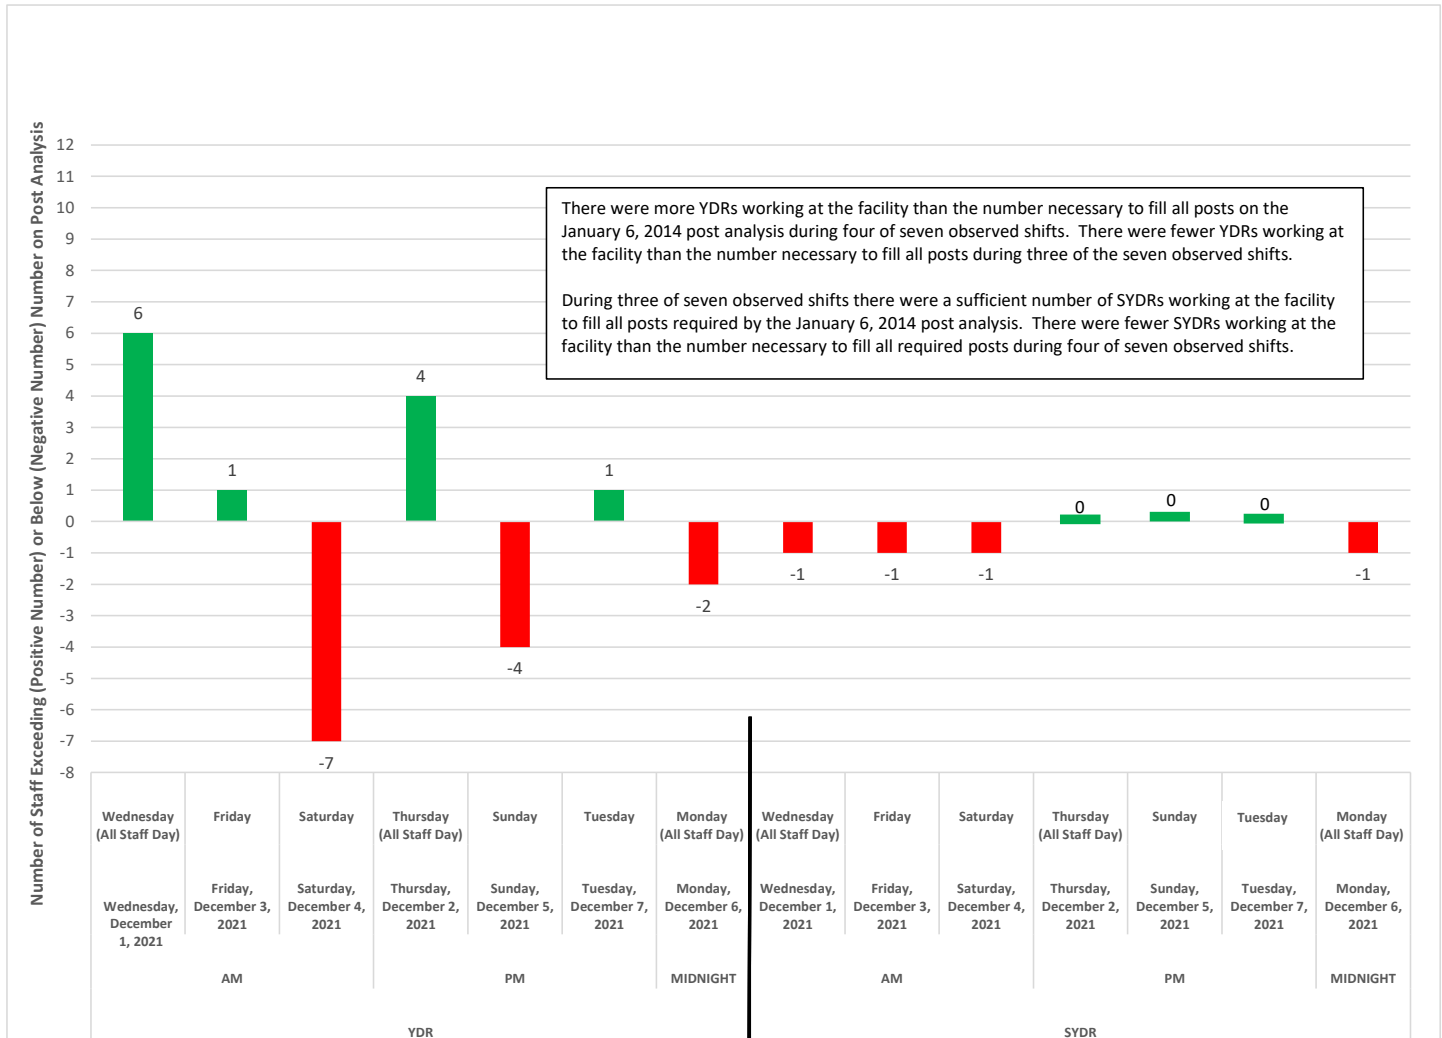 Number of Staff Exceeding (Positive Number) or Below (Negative Number) Number on Post Analysis
12
11
10
9
8
7
6
5
4
3
2
1
0
-1
-2
-3
-4
-5
-6
-7
-8
There were more YDRs working at the facility than the number necessary to fill all posts on the
January 6, 2014 post analysis during four of seven observed shifts.  There were fewer YDRs working at
the facility than the number necessary to fill all posts during three of the seven observed shifts.
During three of seven observed shifts there were a sufficient number of SYDRs working at the facility
to fill all posts required by the January 6, 2014 post analysis.  There were fewer SYDRs working at the
facility than the number necessary to fill all required posts during four of seven observed shifts.
6
1
-7
4
-4
1
-2
-1
-1
-1
0
0
0
-1
Wednesday
(All Staff Day)
Friday
Saturday
Thursday
(All Staff Day)
Sunday
Tuesday
Monday
(All Staff Day)
Wednesday
(All Staff Day)
Friday
Saturday
Thursday
(All Staff Day)
Sunday
Tuesday
Monday
(All Staff Day)
Wednesday,
December
1, 2021
Friday,
December 3,
2021
Saturday,
December 4,
2021
Thursday,
December 2,
2021
Sunday,
December 5,
2021
Tuesday,
December 7,
2021
Monday,
December 6,
2021
Wednesday,
December 1,
2021
Friday,
December 3,
2021
Saturday,
December 4,
2021
Thursday,
December 2,
2021
Sunday,
December 5,
2021
Tuesday,
December 7,
2021
Monday,
December 6,
2021
AM
PM
MIDNIGHT
AM
PM
MIDNIGHT
YDR
SYDR